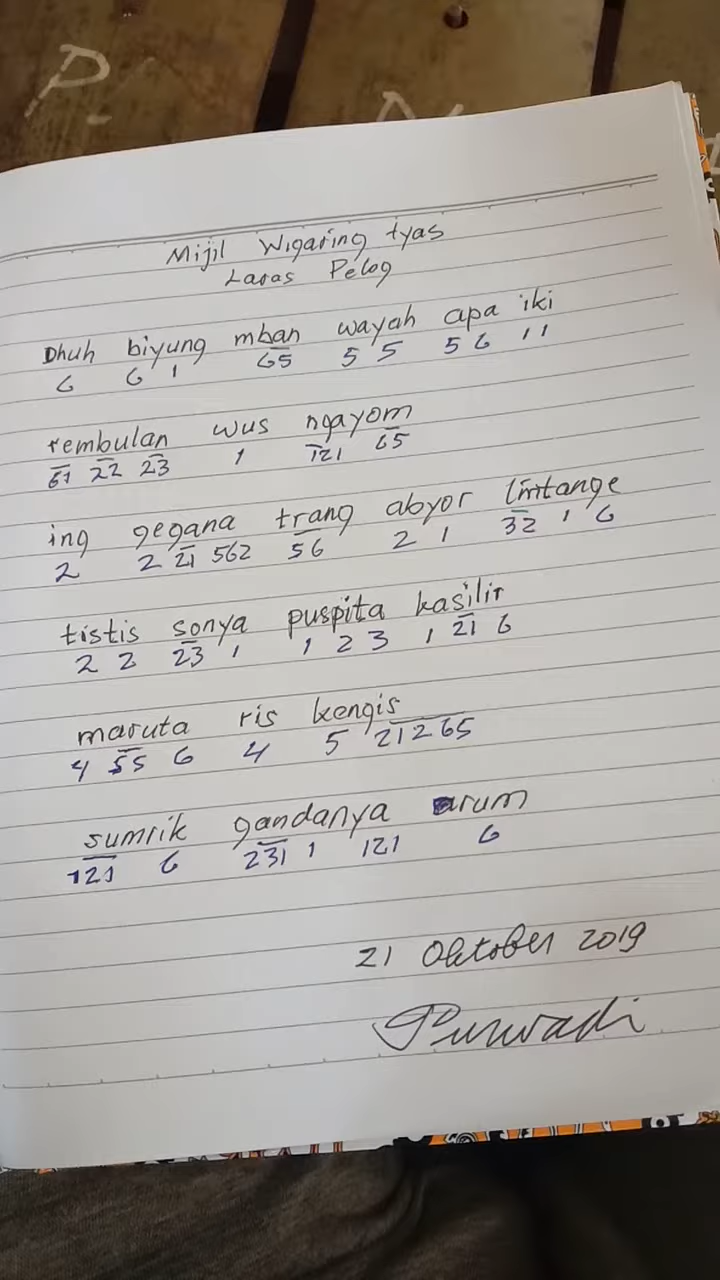 P.
Mijil Wigaring tyas
Laras Pelog
Dhuh biyung mban wayah apa iki
6 6 1 65 5 5 5 6 1 1
rembulan wus ngayom
61 22 23 1 121 65
ing gegana trang abyor lintange
2 2 21 562 56 2 1 32 1 6
tistis sonya puspita kasilir
2 2 23 1 1 2 3 1 21 6
maruta ris kengis
4 55 6 4 5 21265
sumrik gandanya arum
121 6 231 1 121 6
21 Oktober 2019
Purwadi